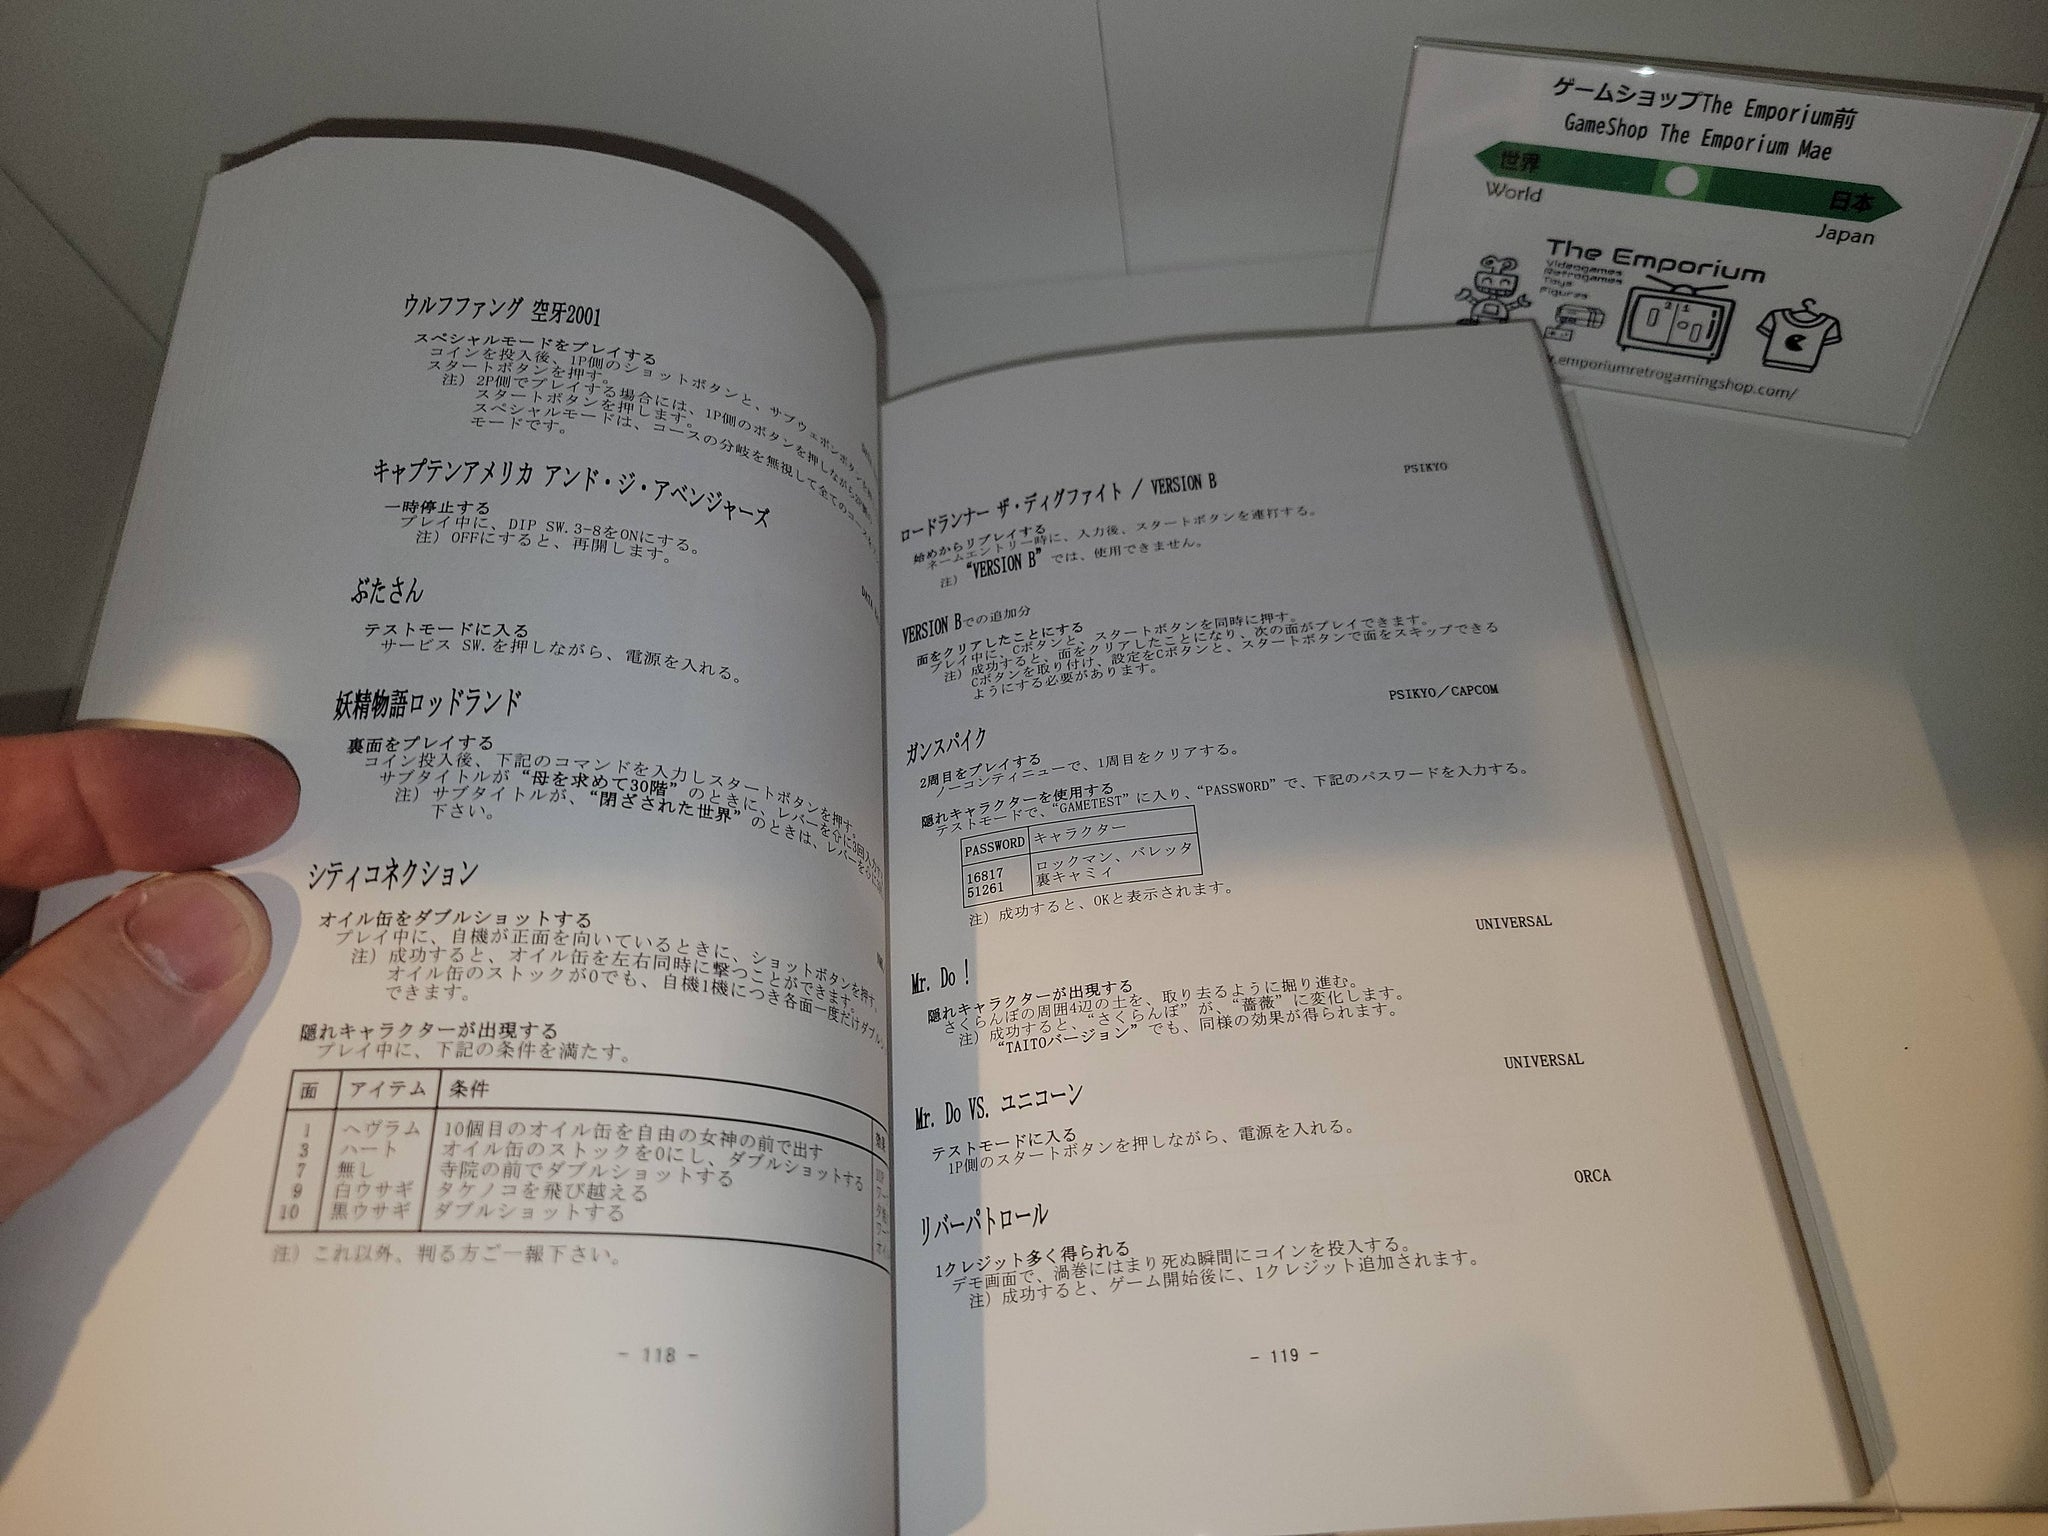 ウルフファング 空牙2001
スペシャルモードをプレイする
コインを投入後、1P側のショットボタンと、サブウェポンボタン
スタートボタンを押す。
注) 2P側でプレイする場合には、1P側のボタンを押しながら
スタートボタンを押します。
スペシャルモードは、コースの分岐を無視して全てのコース
モードです。
キャプテンアメリカ アンド・ジ・アベンジャーズ
一時停止する
プレイ中に、DIP SW.3-8をONにする。
注) OFFにすると、再開します。
DATA
ぶたさん
テストモードに入る
サービス SW.を押しながら、電源を入れる。
妖精物語ロッドランド
裏面をプレイする
コイン投入後、下記のコマンドを入力しスタートボタンを押す。
サブタイトルが “母を求めて30階” のときに、レバーを
注) サブタイトルが、“閉ざされた世界” のときは、レバーを
下さい。
シティコネクション
オイル缶をダブルショットする
プレイ中に、自機が正面を向いているときに、ショットボタンを押す。
注) 成功すると、オイル缶を左右同時に撃つことができます。
オイル缶のストックが0でも、自機1機につき各面一度だけダブル
できます。
隠れキャラクターが出現する
プレイ中に、下記の条件を満たす。
面 アイテム 条件
1 ヘヴラム 10個目のオイル缶を自由の女神の前で出す
3 ハート オイル缶のストックを0にし、ダブルショットする
7 無し 寺院の前でダブルショットする
9 白ウサギ タケノコを飛び越える
10 黒ウサギ ダブルショットする
注) これ以外、判る方ご一報下さい。
- 118 -
PSIKYO
ロードランナー ザ・ディグファイト / VERSION B
始めからリプレイする
ネームエントリー時に、入力後、スタートボタンを連打する。
注) “VERSION B” では、使用できません。
VERSION Bでの追加分
面をクリアしたことにする
プレイ中に、Cボタンと、スタートボタンを同時に押す。
注) 成功すると、面をクリアしたことになり、次の面がプレイできます。
Cボタンを取り付け、設定をCボタンと、スタートボタンで面をスキップできる
ようにする必要があります。
PSIKYO/CAPCOM
ガンスパイク
2周目をプレイする
ノーコンティニューで、1周目をクリアする。
隠れキャラクターを使用する
テストモードで、“GAMETEST” に入り、“PASSWORD” で、下記のパスワードを入力する。
PASSWORD キャラクター
16817 ロックマン、バレッタ
51261 裏キャミィ
注) 成功すると、OKと表示されます。
UNIVERSAL
Mr. Do !
隠れキャラクターが出現する
さくらんぼの周囲4辺の土を、取り去るように掘り進む。
注) 成功すると、“さくらんぼ” が、“薔薇” に変化します。
“TAITOバージョン” でも、同様の効果が得られます。
UNIVERSAL
Mr. Do VS. ユニコーン
テストモードに入る
1P側のスタートボタンを押しながら、電源を入れる。
ORCA
リバーパトロール
1クレジット多く得られる
デモ画面で、渦巻にはまり死ぬ瞬間にコインを投入する。
注) 成功すると、ゲーム開始後に、1クレジット追加されます。
- 119 -
ゲームショップThe Emporium前
GameShop The Emporium Mae
世界 日本
World Japan
The Emporium
Videogames
Retrogames
Toys
Figures
2 1
.emporiumretrogamingshop.com/